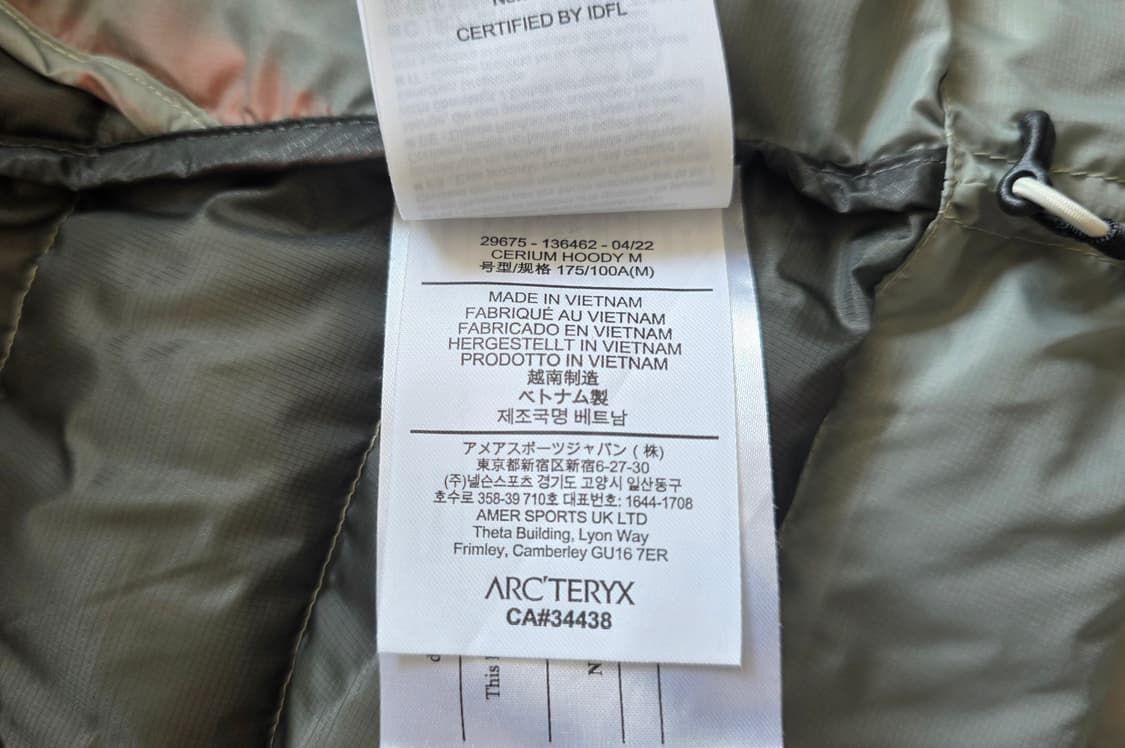 CERTIFIED BY IDFL
29675 - 136462 - 04/22
CERIUM HOODY M
号型/规格 175/100A(M)
MADE IN VIETNAM
FABRIQUÉ AU VIETNAM
FABRICADO EN VIETNAM
HERGESTELLT IN VIETNAM
PRODOTTO IN VIETNAM
越南制造
ベトナム製
제조국명 베트남
アメアスポーツジャパン (株)
東京都新宿区新宿6-27-30
(주)넬슨스포츠 경기도 고양시 일산동구
호수로 358-39 710호 대표번호: 1644-1708
AMER SPORTS UK LTD
Theta Building, Lyon Way
Frimley, Camberley GU16 7ER
ARC'TERYX
CA#34438
This